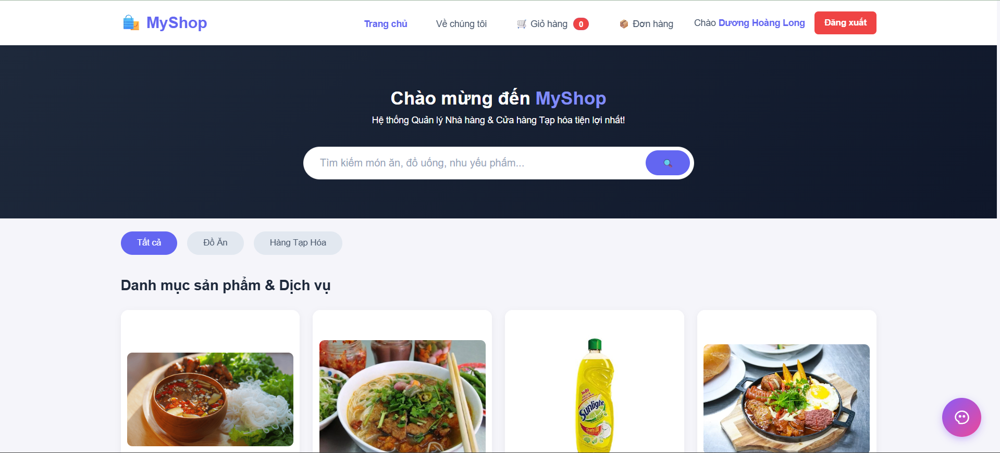 MyShop
Trang chủ
Về chúng tôi
Giỏ hàng 0
Đơn hàng
Chào Dương Hoàng Long
Đăng xuất
Chào mừng đến MyShop
Hệ thống Quản lý Nhà hàng & Cửa hàng Tạp hóa tiện lợi nhất!
Tìm kiếm món ăn, đồ uống, nhu yếu phẩm...
Tất cả
Đồ Ăn
Hàng Tạp Hóa
Danh mục sản phẩm & Dịch vụ
MỚI
Sunlight